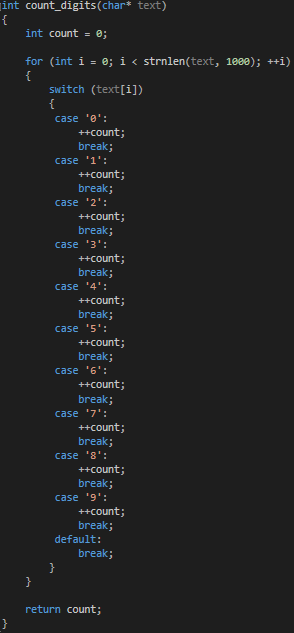 int count_digits(char* text)
{
    int count = 0;

    for (int i = 0; i < strnlen(text, 1000); ++i)
    {
        switch (text[i])
        {
         case '0':
             ++count;
             break;
         case '1':
             ++count;
             break;
         case '2':
             ++count;
             break;
         case '3':
             ++count;
             break;
         case '4':
             ++count;
             break;
         case '5':
             ++count;
             break;
         case '6':
             ++count;
             break;
         case '7':
             ++count;
             break;
         case '8':
             ++count;
             break;
         case '9':
             ++count;
             break;
         default:
             break;
        }
    }

    return count;
}